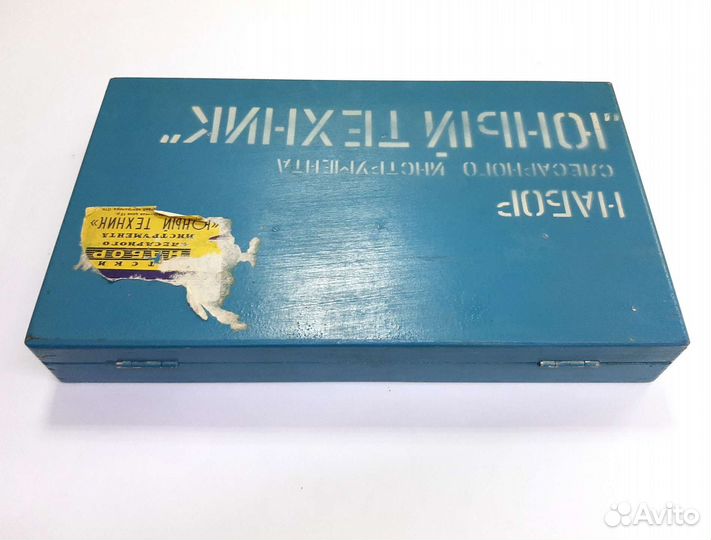 НАБОР
СЛЕСАРНОГО ИНСТРУМЕНТА
„ЮНЫЙ ТЕХНИК"
НАБОР
СЛЕСАРНОГО
ИНСТРУМЕНТА
«ЮНЫЙ ТЕХНИК»
Avito